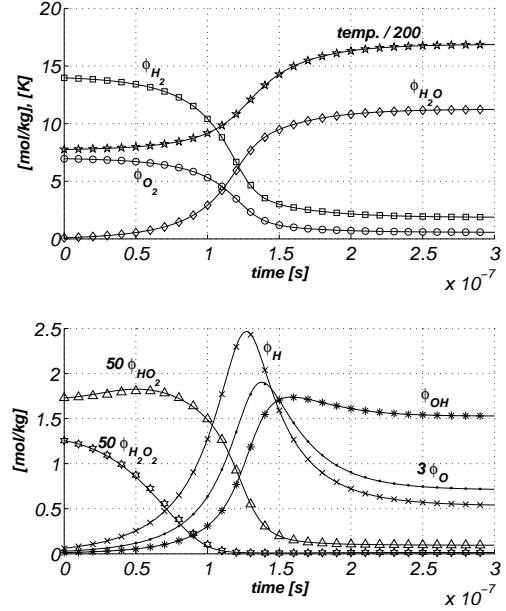 20
15
10
5
0
[mol/kg], [K]
temp. / 200
ϕH2
ϕH2O
ϕO2
0 0.5 1 1.5 2 2.5 3
time [s]
x 10⁻⁷
2.5
2
1.5
1
0.5
0
[mol/kg]
50 ϕHO2
ϕH
ϕOH
50 ϕH2O2
3 ϕO
0 0.5 1 1.5 2 2.5 3
time [s]
x 10⁻⁷